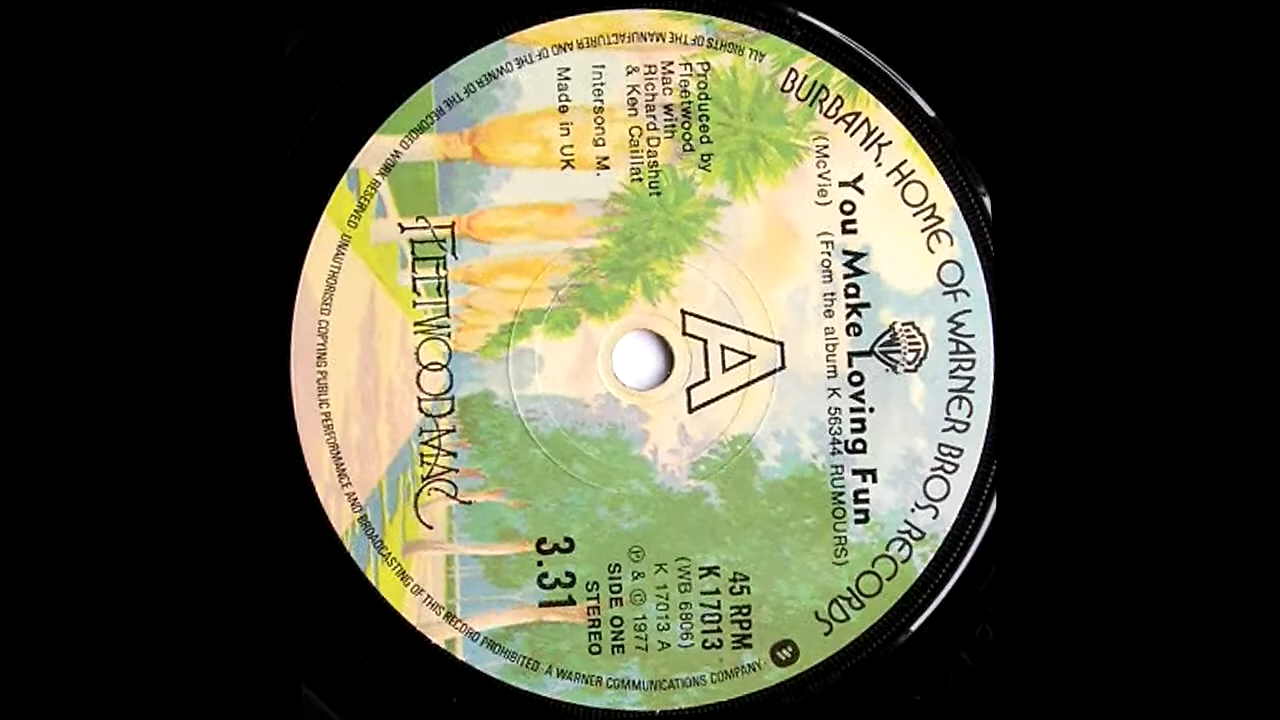 BURBANK, HOME OF WARNER BROS. RECORDS
WB
You Make Loving Fun
(McVie) (From the album K 56344 RUMOURS)
A
Produced by
Fleetwood
Mac with
Richard Dashut
& Ken Caillat
Intersong M.
Made in UK
45 RPM
K 17013
(WB 6806)
K 17013 A
Ⓟ & © 1977
SIDE ONE
STEREO
3.31
FLEETWOOD MAC
ALL RIGHTS OF THE MANUFACTURER AND OF THE OWNER OF THE RECORDED WORK RESERVED · UNAUTHORISED COPYING PUBLIC PERFORMANCE AND BROADCASTING OF THIS RECORD PROHIBITED · A WARNER COMMUNICATIONS COMPANY ·